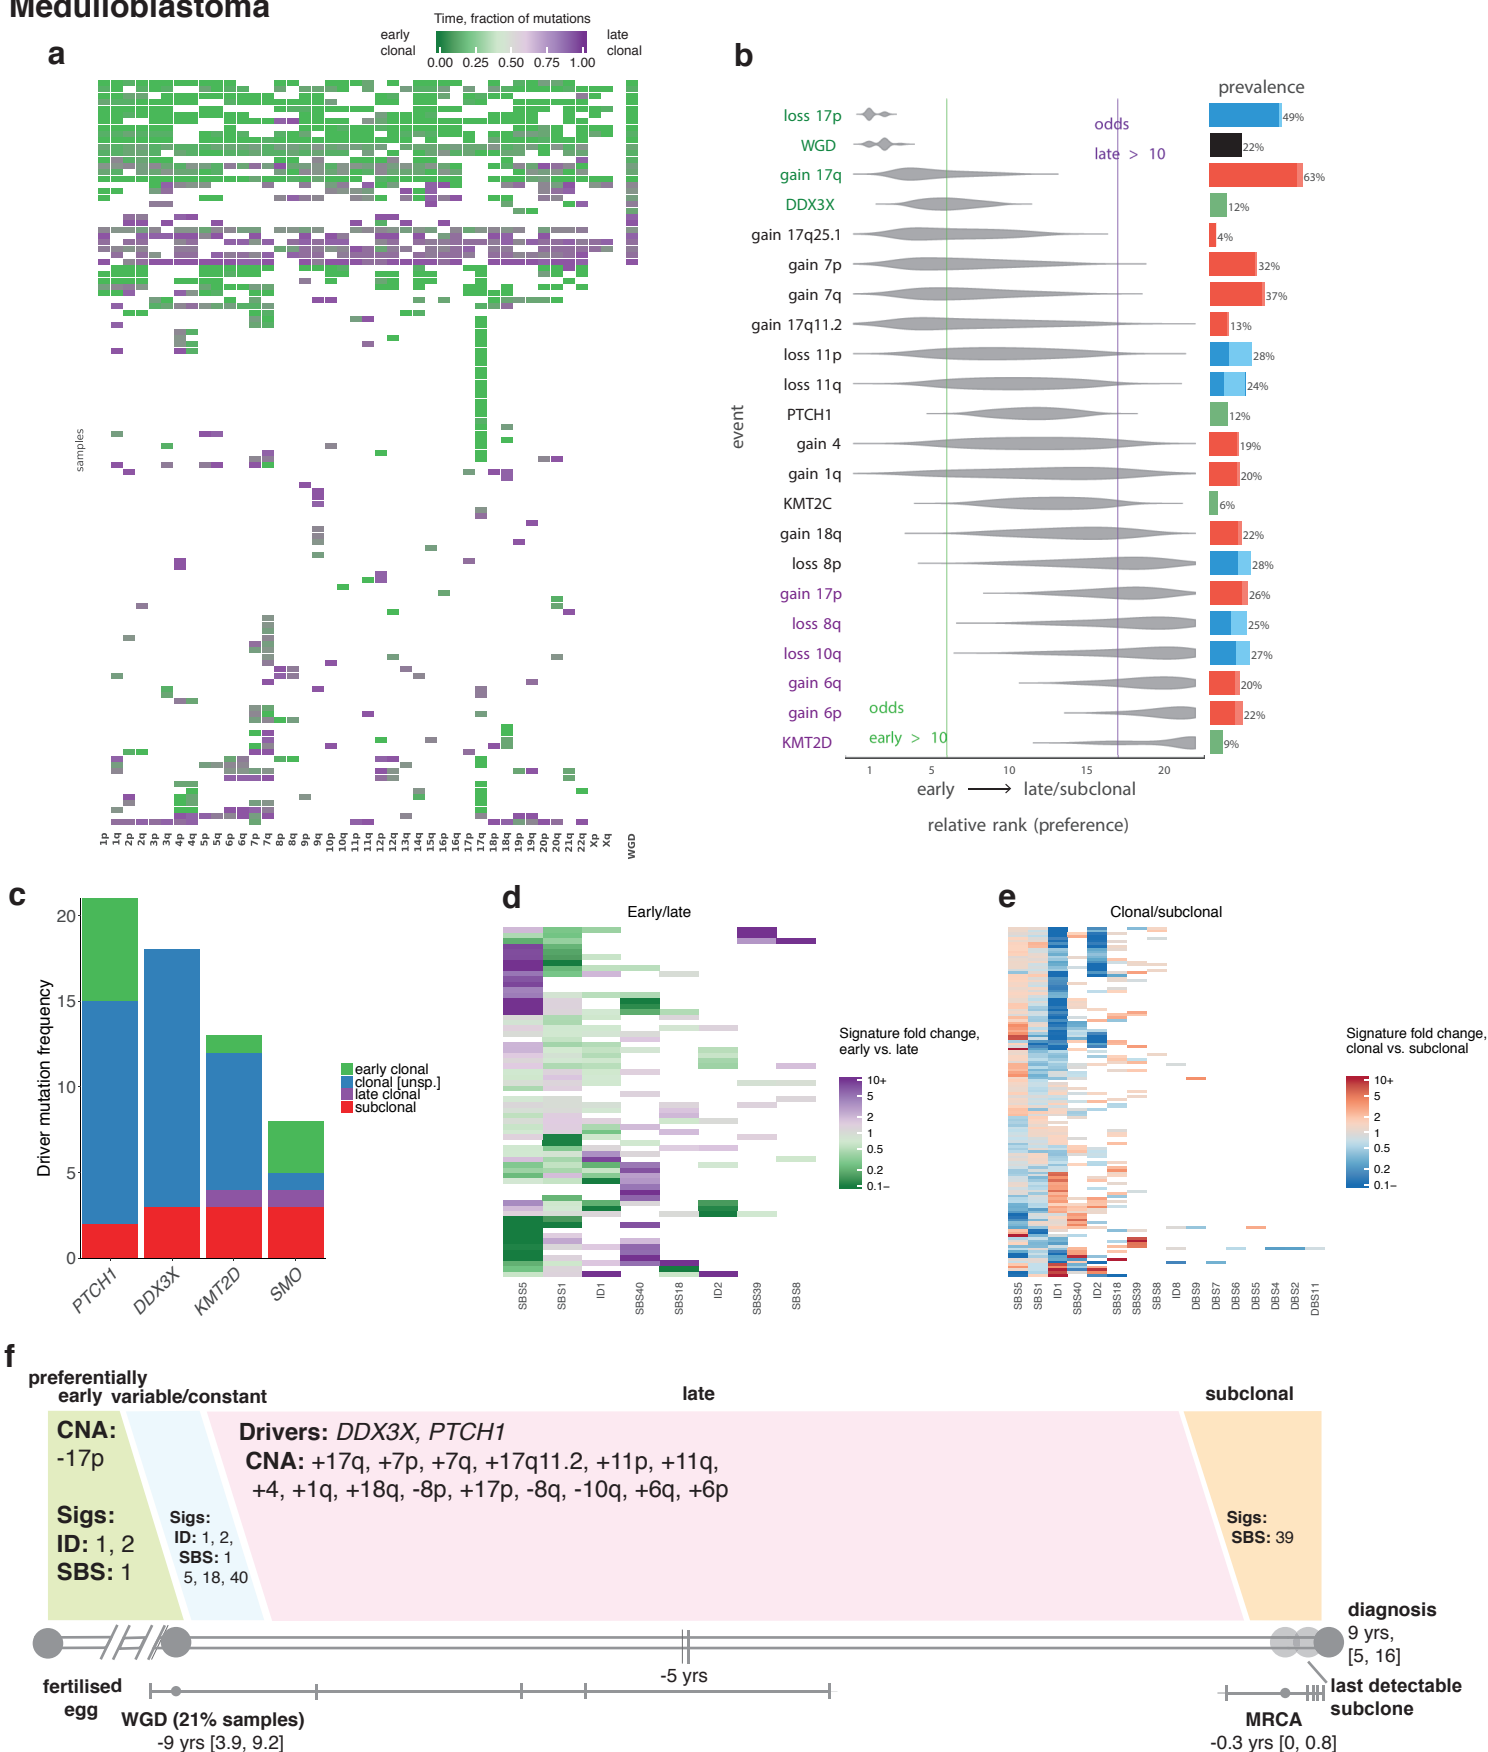 Medulloblastoma
a
Time, fraction of mutations
early
clonal
late
clonal
0.00 0.25 0.50 0.75 1.00
samples
1p 1q 2p 2q 3p 3q 4p 4q 5p 5q 6p 6q 7p 7q 8p 8q 9p 9q 10p 10q 11p 11q 12p 12q 13q 14q 15q 16p 16q 17p 17q 18p 18q 19p 19q 20p 20q 21q 22q Xp Xq WGD
b
prevalence
odds
late > 10
loss 17p 49%
WGD 22%
gain 17q 63%
DDX3X 12%
gain 17q25.1 4%
gain 7p 32%
gain 7q 37%
gain 17q11.2 13%
loss 11p 28%
loss 11q 24%
PTCH1 12%
gain 4 19%
gain 1q 20%
KMT2C 6%
gain 18q 22%
loss 8p 28%
gain 17p 26%
loss 8q 25%
loss 10q 27%
gain 6q 20%
gain 6p 22%
KMT2D 9%
event
odds
early > 10
1 5 10 15 20
early → late/subclonal
relative rank (preference)
c
Driver mutation frequency
20
15
10
5
0
PTCH1 DDX3X KMT2D SMO
early clonal
clonal [unsp.]
late clonal
subclonal
d
Early/late
SBS5 SBS1 ID1 SBS40 SBS18 ID2 SBS39 SBS8
Signature fold change,
early vs. late
10+
5
2
1
0.5
0.2
0.1−
e
Clonal/subclonal
SBS5 SBS1 ID1 SBS40 ID2 SBS18 SBS39 SBS8 ID8 DBS9 DBS7 DBS6 DBS5 DBS4 DBS2 DBS11
Signature fold change,
clonal vs. subclonal
10+
5
2
1
0.5
0.2
0.1−
f
preferentially
early variable/constant
late
subclonal
CNA:
-17p
Sigs:
ID: 1, 2
SBS: 1
Sigs:
ID: 1, 2,
SBS: 1
5, 18, 40
Drivers: DDX3X, PTCH1
CNA: +17q, +7p, +7q, +17q11.2, +11p, +11q,
+4, +1q, +18q, -8p, +17p, -8q, -10q, +6q, +6p
Sigs:
SBS: 39
diagnosis
9 yrs,
[5, 16]
-5 yrs
fertilised
egg
WGD (21% samples)
-9 yrs [3.9, 9.2]
last detectable
subclone
MRCA
-0.3 yrs [0, 0.8]